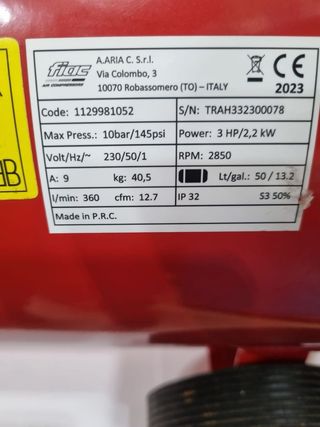 fiac
AIR COMPRESSORS
A.ARIA C. S.r.l.
Via Colombo, 3
10070 Robassomero (TO) – ITALY
CE
2023
Code: 1129981052
S/N: TRAH332300078
Max Press.: 10bar/145psi
Power: 3 HP/2,2 kW
Volt/Hz/~ 230/50/1
RPM: 2850
A: 9 kg: 40,5
Lt/gal.: 50 / 13.2
l/min: 360 cfm: 12.7
IP 32 S3 50%
Made in P.R.C.